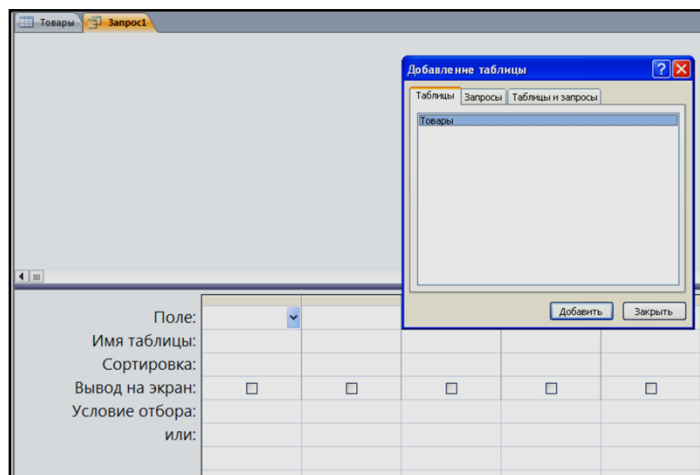 Товары Запрос1
Добавление таблицы
Таблицы Запросы Таблицы и запросы
Товары
Добавить Закрыть
Поле:
Имя таблицы:
Сортировка:
Вывод на экран:
Условие отбора:
или: